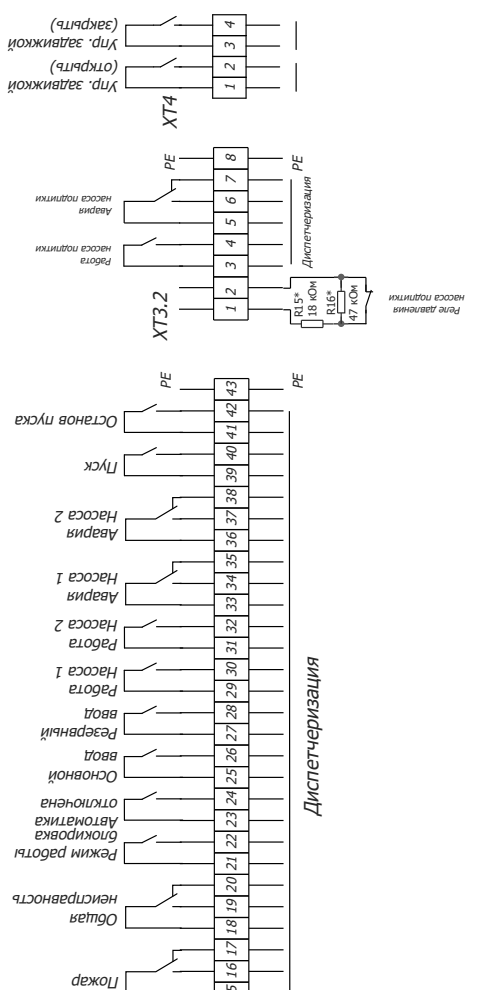 Упр. задвижкой
(закрыть)
4
3
Упр. задвижкой
(открыть)
2
1
XT4
PE
8
PE
7
Авария
насоса подпитки
6
5
Работа
насоса подпитки
4
3
Диспетчеризация
XT3.2
2
1
R15*
18 кОм
R16*
47 кОм
Реле давления
насоса подпитки
PE
43
PE
Останов пуска
42
41
Пуск
40
39
38
Авария
Насоса 2
37
36
35
Авария
Насоса 1
34
33
Работа
Насоса 2
32
31
Работа
Насоса 1
30
29
Резервный
ввод
28
27
Основной
ввод
26
25
Автоматика
отключена
24
23
Режим работы
блокировка
22
21
20
Общая
неисправность
19
18
17
Пожар
16
5
Диспетчеризация